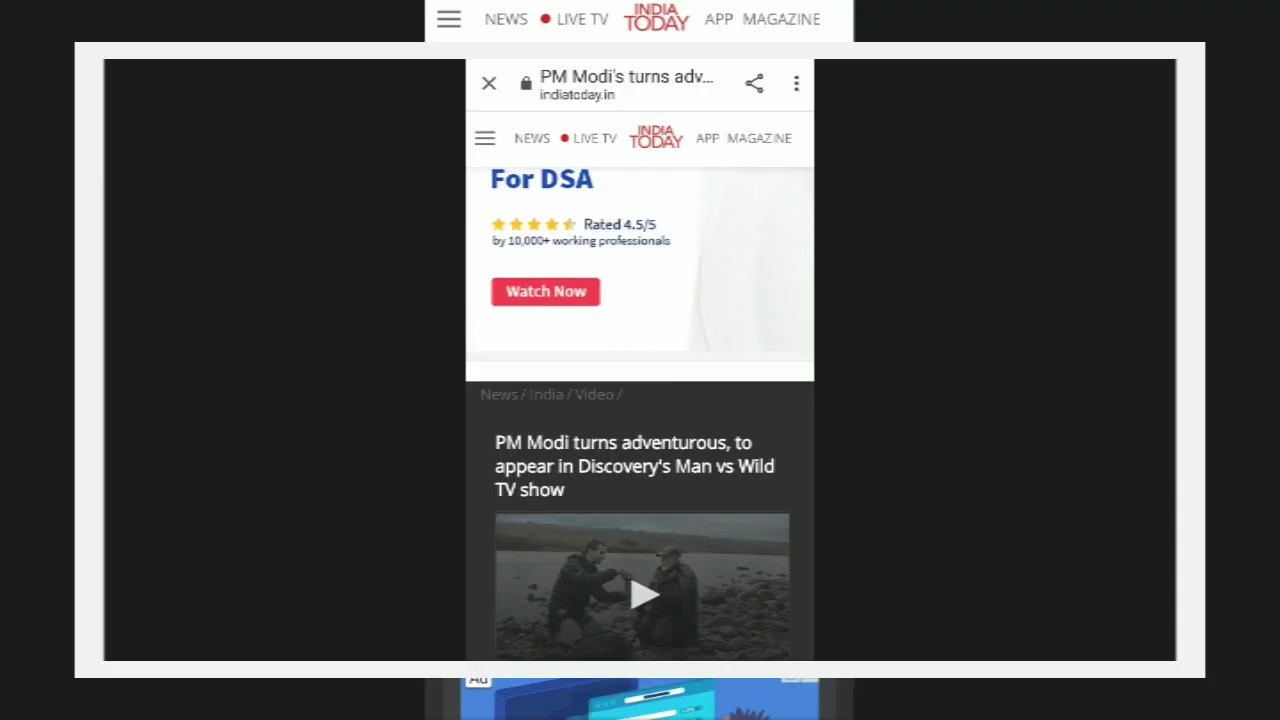 NEWS LIVE TV INDIA TODAY APP MAGAZINE
PM Modi's turns adv...
indiatoday.in
NEWS LIVE TV INDIA TODAY APP MAGAZINE
For DSA
Rated 4.5/5
by 10,000+ working professionals
Watch Now
News / India / Video /
PM Modi turns adventurous, to
appear in Discovery's Man vs Wild
TV show
Ad